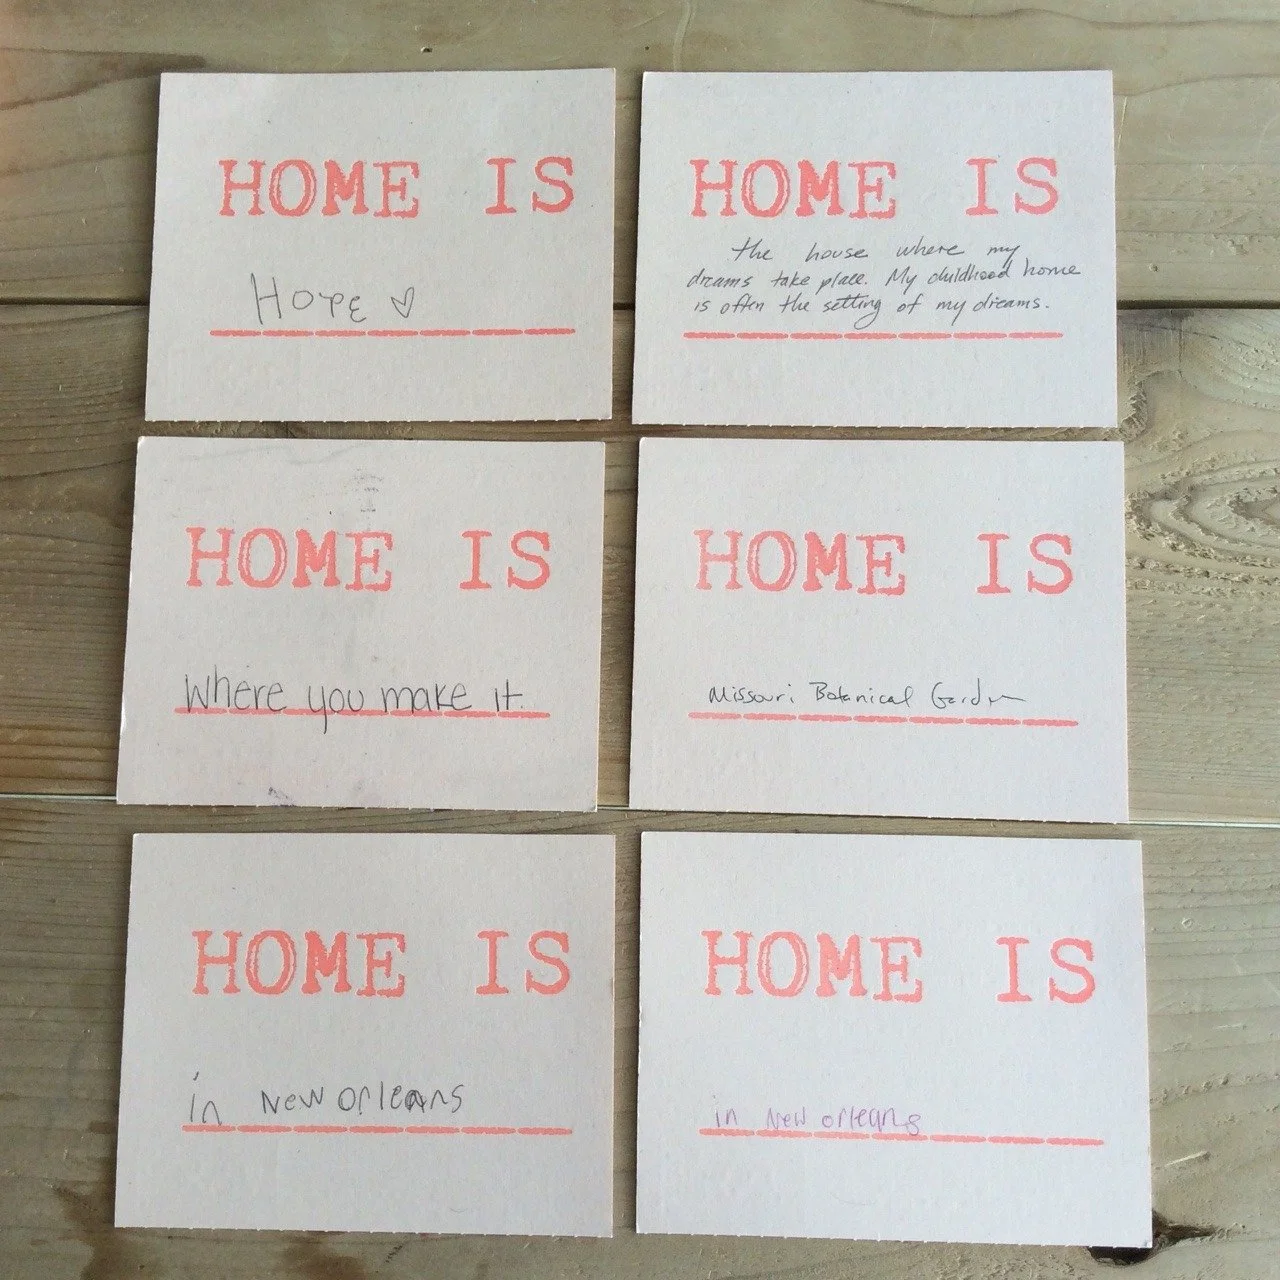 HOME IS
Hope ♡
HOME IS
the house where my
dreams take place. My childhood home
is often the setting of my dreams.
HOME IS
Where you make it.
HOME IS
Missouri Botanical Garden
HOME IS
in New Orleans
HOME IS
in New orleans